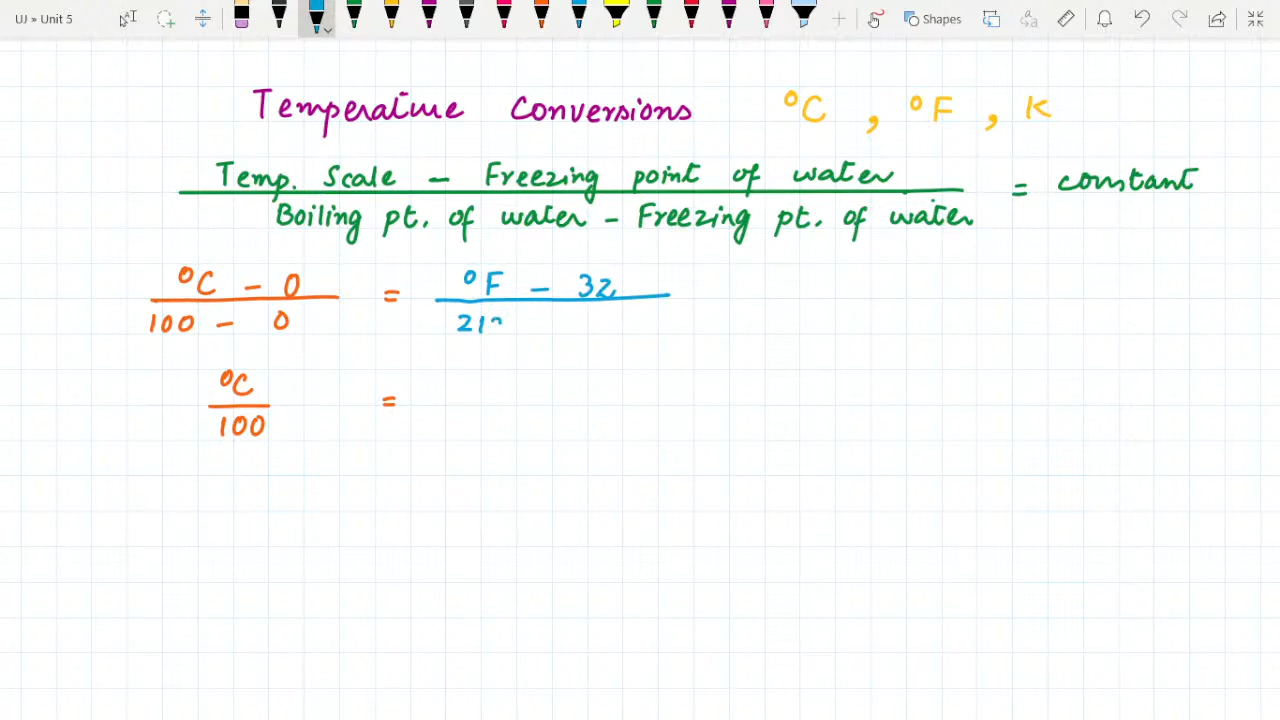 UJ » Unit 5
Shapes
Temperature Conversions °C , °F , K
Temp. Scale - Freezing point of water
Boiling pt. of water - Freezing pt. of water
= constant
°C - 0 = °F - 32
100 - 0
°C =
100